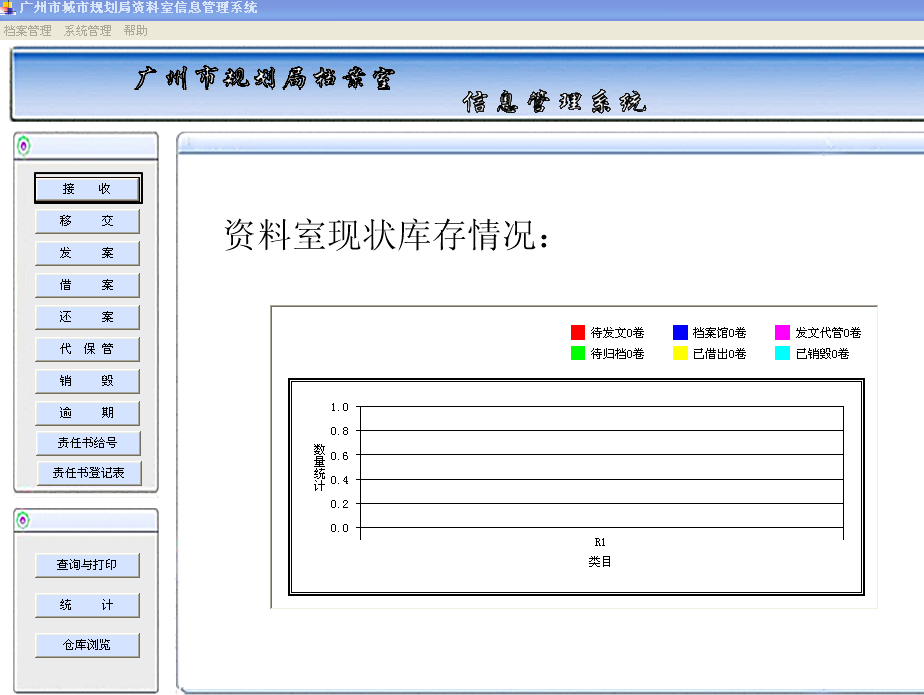 广州市城市规划局资料室信息管理系统
档案管理 系统管理 帮助
广州市规划局档案室
信息管理系统
接 收
移 交
发 案
借 案
还 案
代 保 管
销 毁
逾 期
责任书给号
责任书登记表
查询与打印
统 计
仓库浏览
资料室现状库存情况：
待发文0卷 档案馆0卷 发文代管0卷
待归档0卷 已借出0卷 已销毁0卷
数量统计
1.0
0.8
0.6
0.4
0.2
0.0
R1
类目